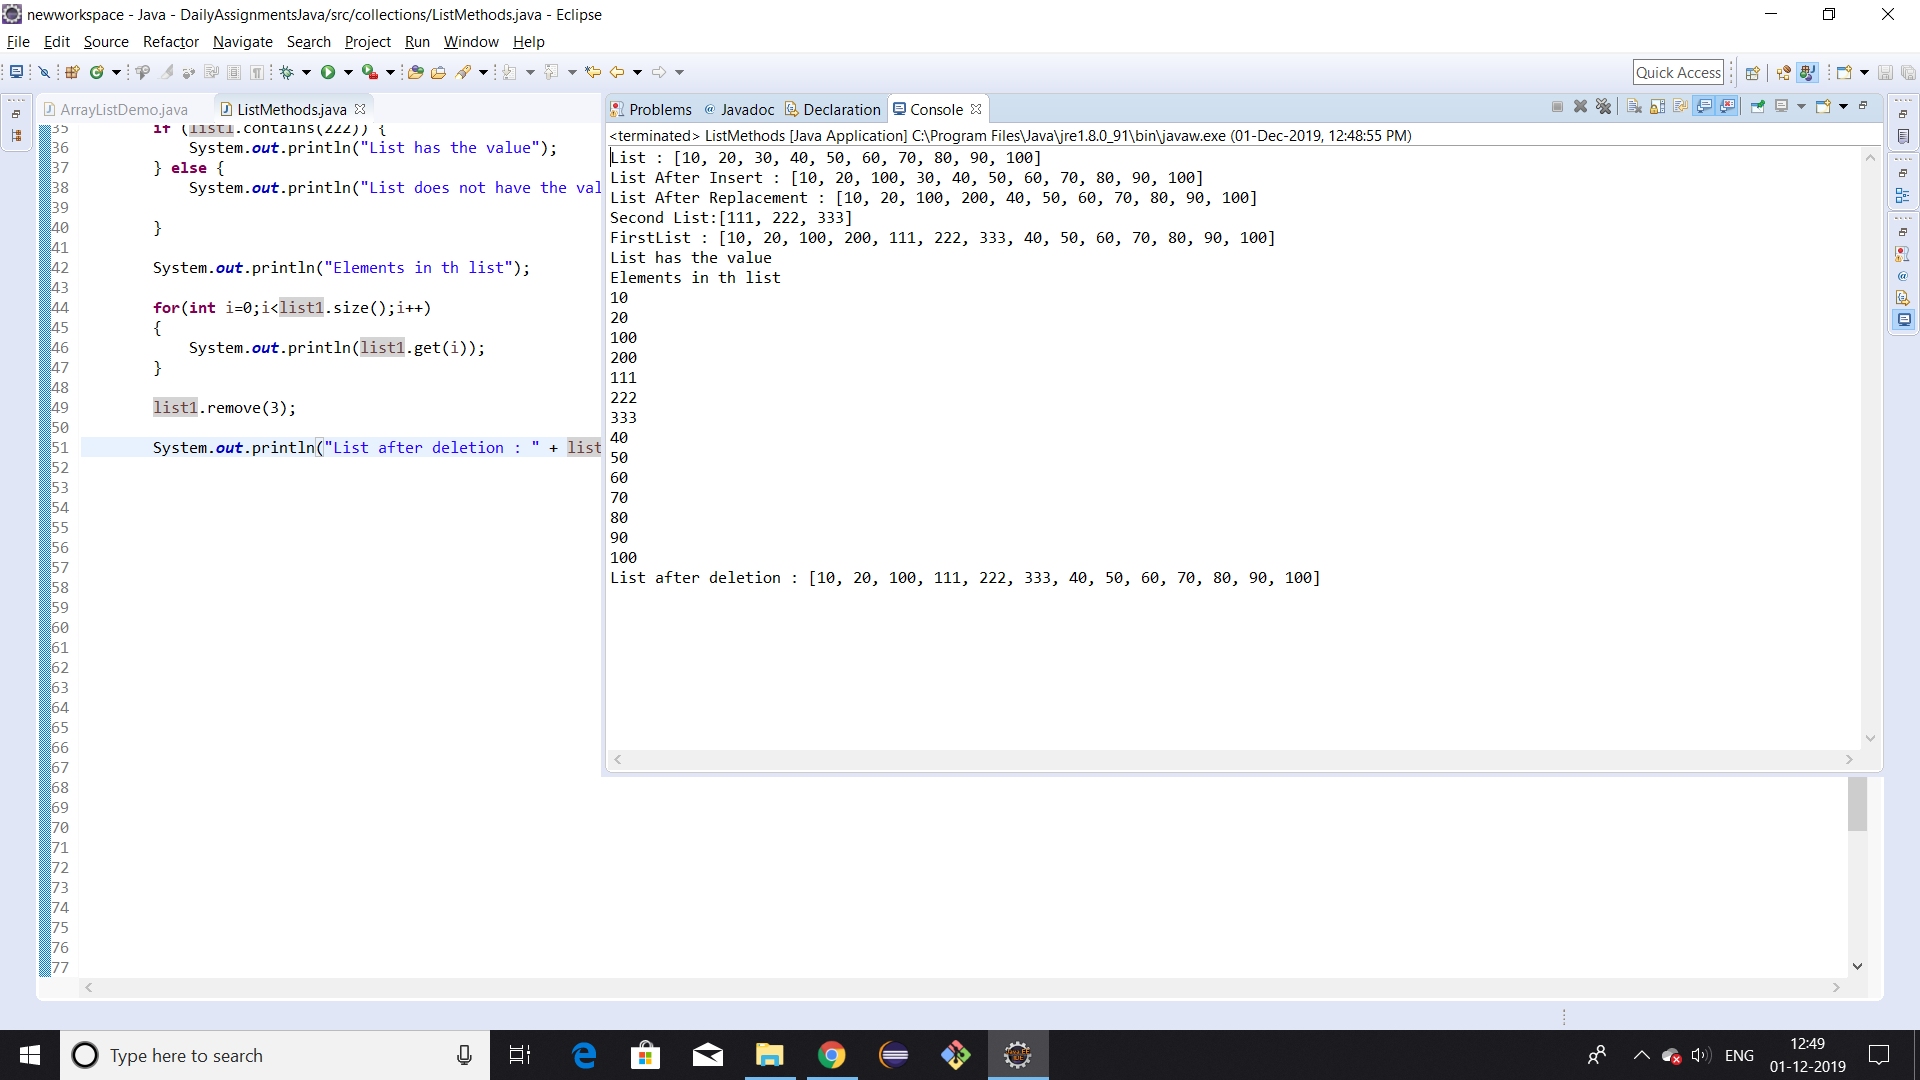 newworkspace - Java - DailyAssignmentsJava/src/collections/ListMethods.java - Eclipse
File Edit Source Refactor Navigate Search Project Run Window Help
Quick Access
ArrayListDemo.java ListMethods.java
35 if (list1.contains(222)) {
36 System.out.println("List has the value");
37 } else {
38 System.out.println("List does not have the val
39
40 }
41
42 System.out.println("Elements in th list");
43
44 for(int i=0;i<list1.size();i++)
45 {
46 System.out.println(list1.get(i));
47 }
48
49 list1.remove(3);
50
51 System.out.println("List after deletion : " + list
52
53
54
55
56
57
58
59
60
61
62
63
64
65
66
67
68
69
70
71
72
73
74
75
76
77
Problems @ Javadoc Declaration Console
<terminated> ListMethods [Java Application] C:\Program Files\Java\jre1.8.0_91\bin\javaw.exe (01-Dec-2019, 12:48:55 PM)
List : [10, 20, 30, 40, 50, 60, 70, 80, 90, 100]
List After Insert : [10, 20, 100, 30, 40, 50, 60, 70, 80, 90, 100]
List After Replacement : [10, 20, 100, 200, 40, 50, 60, 70, 80, 90, 100]
Second List:[111, 222, 333]
FirstList : [10, 20, 100, 200, 111, 222, 333, 40, 50, 60, 70, 80, 90, 100]
List has the value
Elements in th list
10
20
100
200
111
222
333
40
50
60
70
80
90
100
List after deletion : [10, 20, 100, 111, 222, 333, 40, 50, 60, 70, 80, 90, 100]
Type here to search
ENG
12:49
01-12-2019